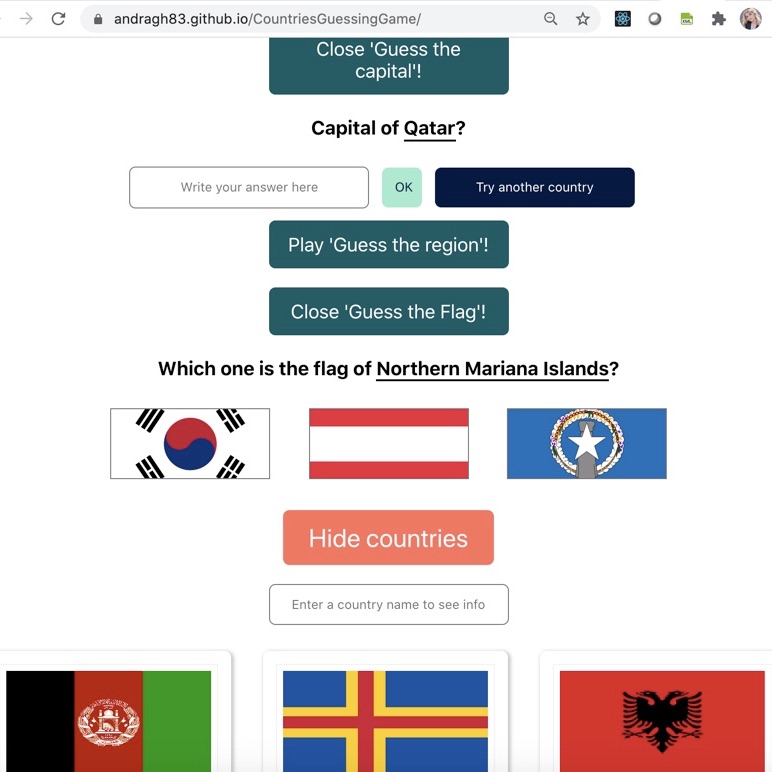 andragh83.github.io/CountriesGuessingGame/
Close 'Guess the
capital'!
Capital of Qatar?
Write your answer here
OK
Try another country
Play 'Guess the region'!
Close 'Guess the Flag'!
Which one is the flag of Northern Mariana Islands?
Hide countries
Enter a country name to see info